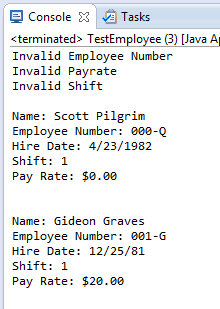 Console Tasks
<terminated> TestEmployee (3) [Java Ap
Invalid Employee Number
Invalid Payrate
Invalid Shift
Name: Scott Pilgrim
Employee Number: 000-Q
Hire Date: 4/23/1982
Shift: 1
Pay Rate: $0.00
Name: Gideon Graves
Employee Number: 001-G
Hire Date: 12/25/81
Shift: 1
Pay Rate: $20.00